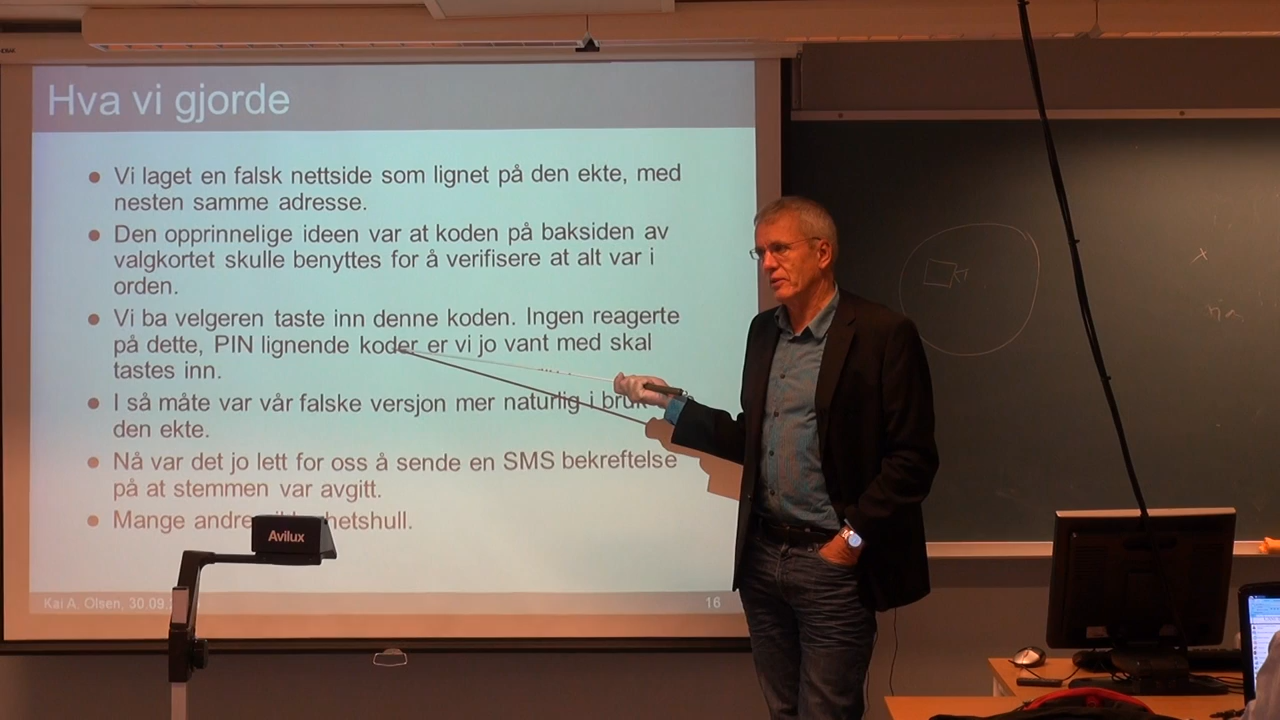 Hva vi gjorde
Vi laget en falsk nettside som lignet på den ekte, med
nesten samme adresse.
Den opprinnelige ideen var at koden på baksiden av
valgkortet skulle benyttes for å verifisere at alt var i
orden.
Vi ba velgeren taste inn denne koden. Ingen reagerte
på dette, PIN lignende koder er vi jo vant med skal
tastes inn.
I så måte var vår falske versjon mer naturlig i
den ekte.
Nå var det jo lett for oss å sende en SMS bekreftelse
på at stemmen var avgitt.
Mange andre
Avilux
Kai A. Olsen, 30.09.
16